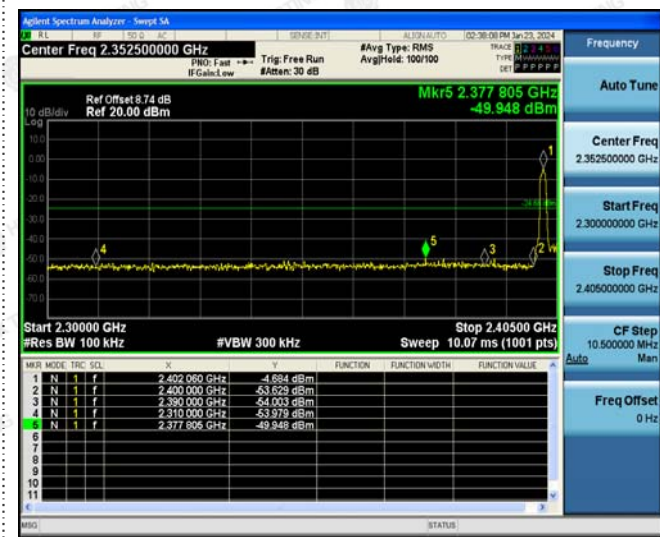 Agilent Spectrum Analyzer - Swept SA
RL RF 50 Ω AC SENSE:INT ALIGN AUTO 02:38:08 PM Jan 23, 2024
Center Freq 2.352500000 GHz
PNO: Fast
IFGain:Low
Trig: Free Run
#Atten: 30 dB
#Avg Type: RMS
Avg|Hold: 100/100
TRACE 1 2 3 4 5 6
TYPE
DET P P P P P P
Ref Offset 8.74 dB
10 dB/div Ref 20.00 dBm
Log
Mkr5 2.377 805 GHz
-49.948 dBm
10.0
0.00
-10.0
-20.0
-30.0
-40.0
-50.0
-60.0
-70.0
1
2
3
4
5
Start 2.30000 GHz Stop 2.40500 GHz
#Res BW 100 kHz #VBW 300 kHz Sweep 10.07 ms (1001 pts)
MKR MODE TRC SCL X Y FUNCTION FUNCTION WIDTH FUNCTION VALUE
1 N 1 f 2.402 060 GHz -4.684 dBm
2 N 1 f 2.400 000 GHz -53.629 dBm
3 N 1 f 2.390 000 GHz -54.003 dBm
4 N 1 f 2.310 000 GHz -53.979 dBm
5 N 1 f 2.377 805 GHz -49.948 dBm
6
7
8
9
10
11
MSG STATUS
Frequency
Auto Tune
Center Freq
2.352500000 GHz
Start Freq
2.300000000 GHz
Stop Freq
2.405000000 GHz
CF Step
10.500000 MHz
Auto Man
Freq Offset
0 Hz